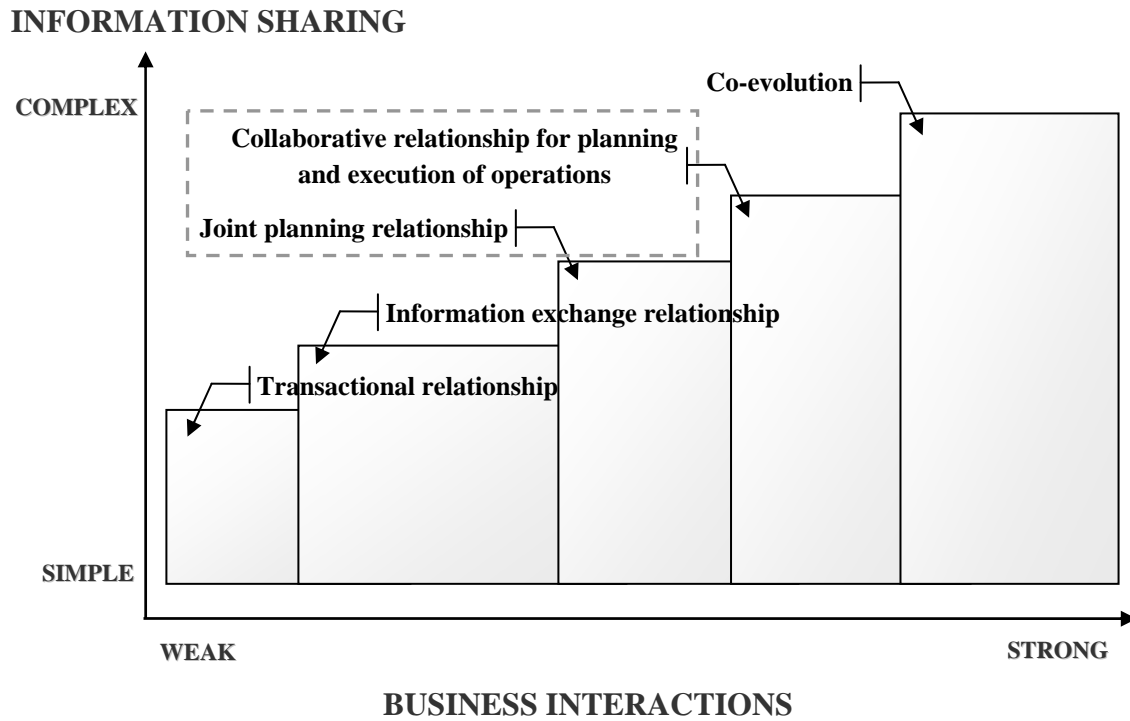 INFORMATION SHARING
COMPLEX
Co-evolution
Collaborative relationship for planning
and execution of operations
Joint planning relationship
Information exchange relationship
Transactional relationship
SIMPLE
WEAK
STRONG
BUSINESS INTERACTIONS